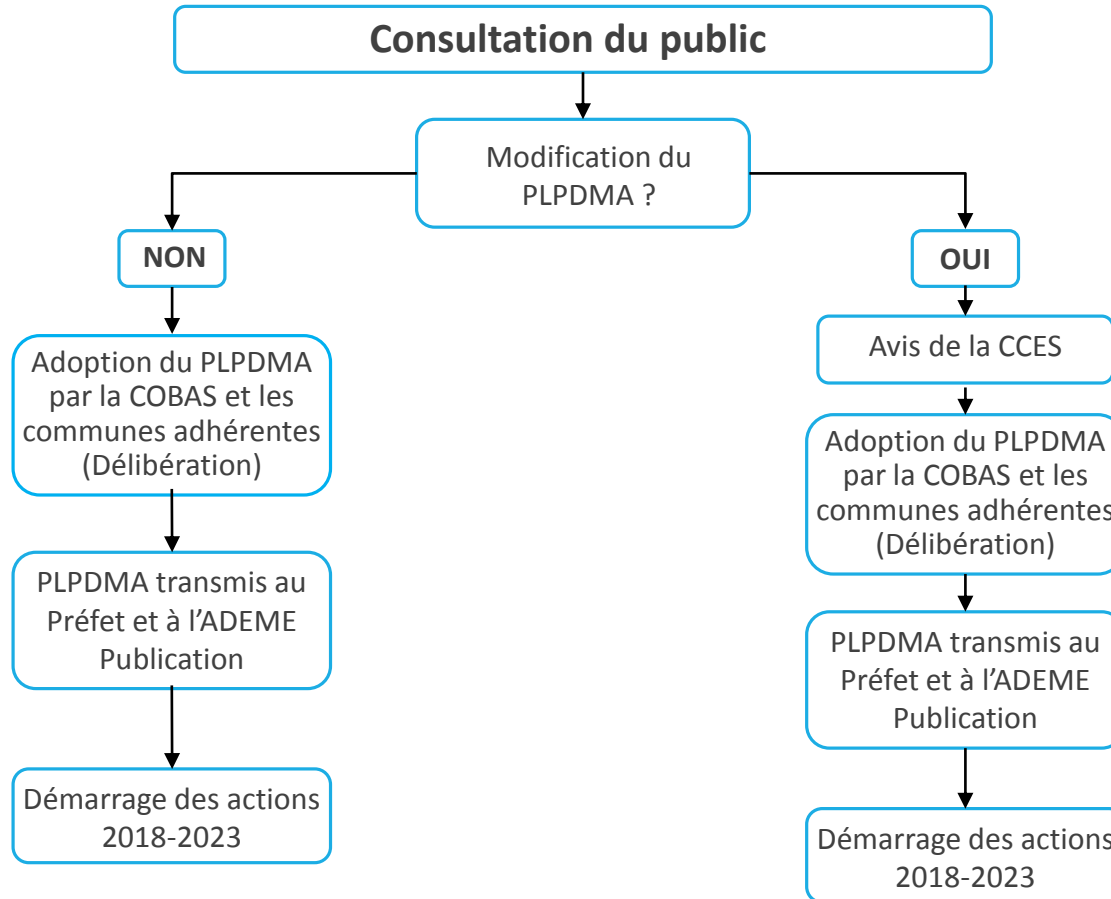 Consultation du public
Modification du
PLPDMA ?
NON
Adoption du PLPDMA
par la COBAS et les
communes adhérentes
(Délibération)
PLPDMA transmis au
Préfet et à l’ADEME
Publication
Démarrage des actions
2018-2023
OUI
Avis de la CCES
Adoption du PLPDMA
par la COBAS et les
communes adhérentes
(Délibération)
PLPDMA transmis au
Préfet et à l’ADEME
Publication
Démarrage des actions
2018-2023